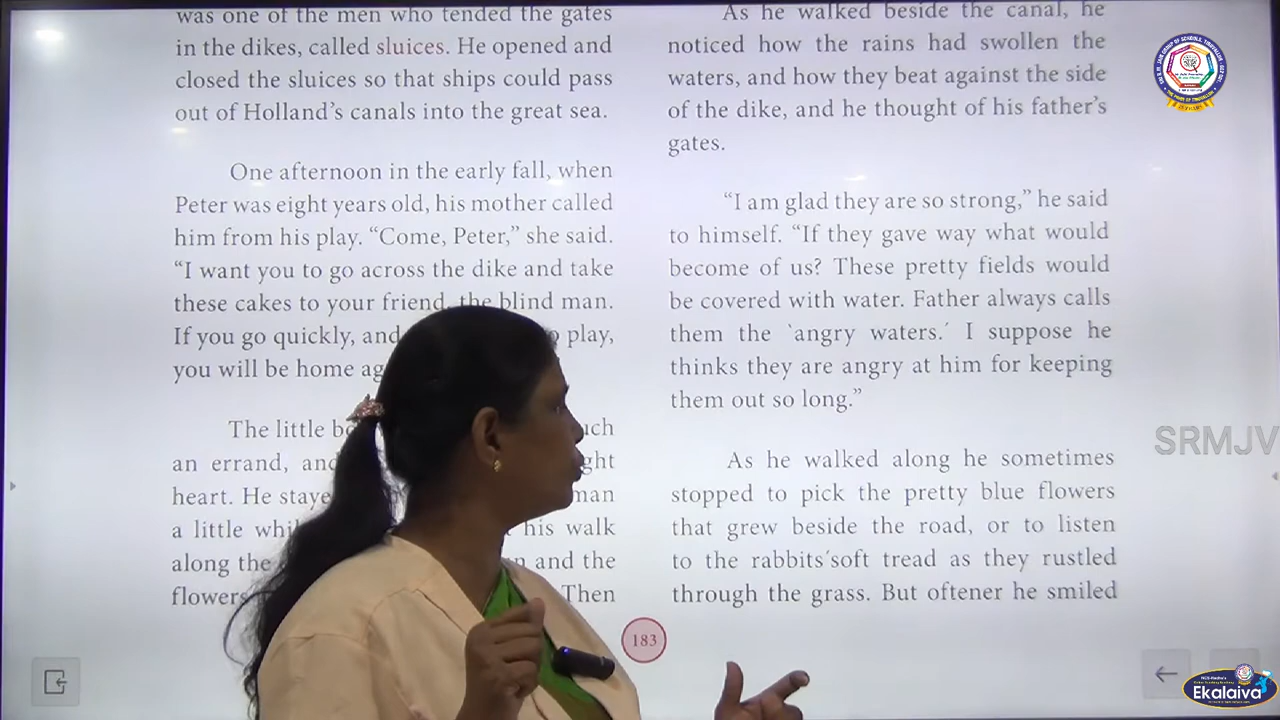 was one of the men who tended the gates
in the dikes, called sluices. He opened and
closed the sluices so that ships could pass
out of Holland's canals into the great sea.
One afternoon in the early fall, when
Peter was eight years old, his mother called
him from his play. “Come, Peter,” she said.
“I want you to go across the dike and take
these cakes to your friend, the blind man.
If you go quickly, and play,
you will be home
The little
an errand, and
heart. He man
a little his walk
along the and the
flowers Then
As he walked beside the canal, he
noticed how the rains had swollen the
waters, and how they beat against the side
of the dike, and he thought of his father's
gates.
“I am glad they are so strong,” he said
to himself. “If they gave way what would
become of us? These pretty fields would
be covered with water. Father always calls
them the `angry waters.´ I suppose he
thinks they are angry at him for keeping
them out so long.”
As he walked along he sometimes
stopped to pick the pretty blue flowers
that grew beside the road, or to listen
to the rabbits´soft tread as they rustled
through the grass. But oftener he smiled
183
SRMJV
Ekalaiva